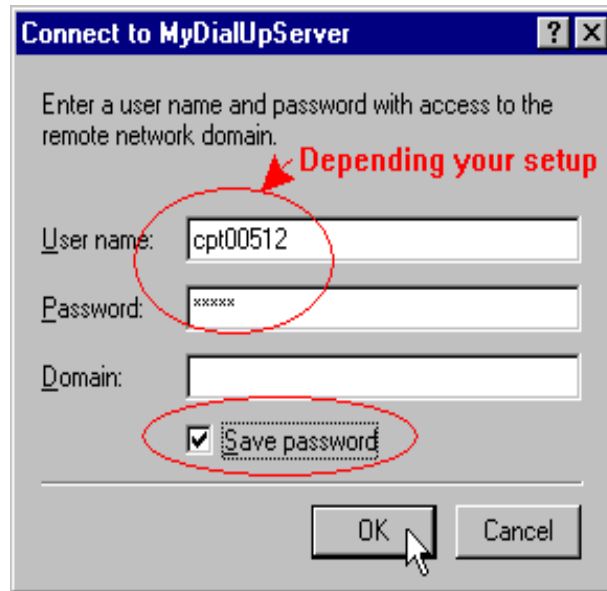 Connect to MyDialUpServer ? X
Enter a user name and password with access to the
remote network domain.
Depending your setup
User name: cpt00512
Password: *****
Domain:
Save password
OK Cancel